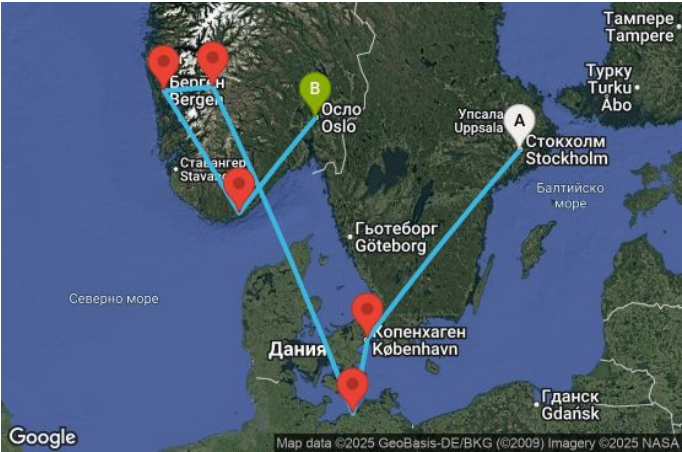 Тампере
Tampere
Турку
Turku
Åbo
Берген
Bergen
B
Осло
Oslo
Упсала
Uppsala
A
Стокхолм
Stockholm
Ставангер
Балтийско
море
Гьотеборг
Göteborg
Северно море
Копенхаген
København
Дания
Гданск
Gdańsk
Google
Map data ©2025 GeoBasis-DE/BKG (©2009) Imagery ©2025 NASA